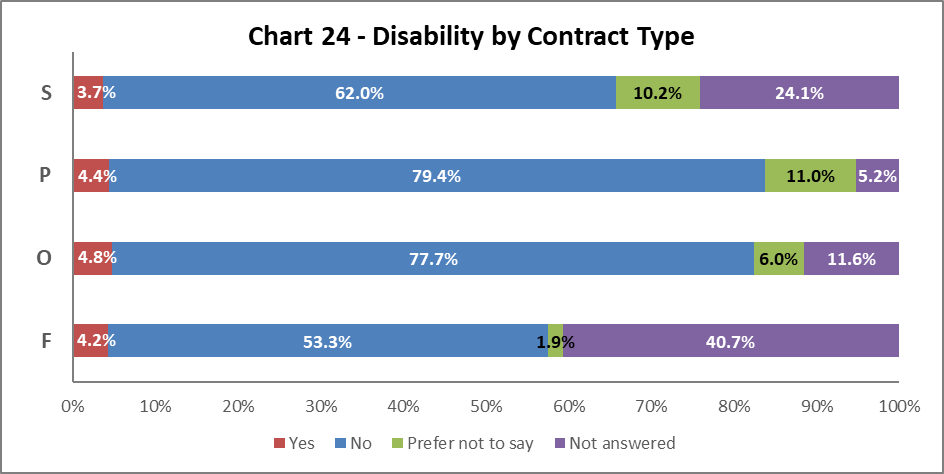 Chart 24 - Disability by Contract Type
S 3.7% 62.0% 10.2% 24.1%
P 4.4% 79.4% 11.0% 5.2%
O 4.8% 77.7% 6.0% 11.6%
F 4.2% 53.3% 1.9% 40.7%
0% 10% 20% 30% 40% 50% 60% 70% 80% 90% 100%
Yes No Prefer not to say Not answered